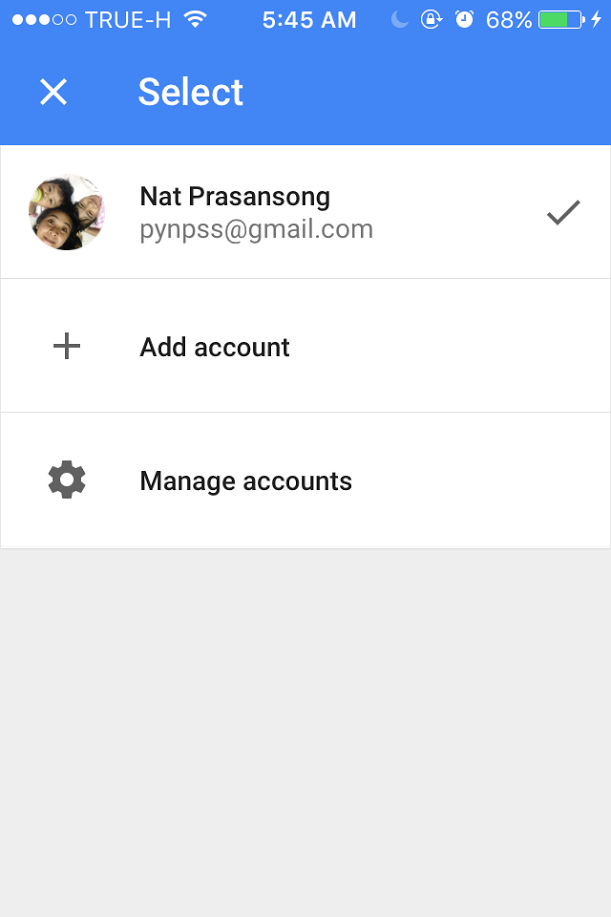 TRUE-H 5:45 AM 68%
Select
Nat Prasansong
pynpss@gmail.com
Add account
Manage accounts